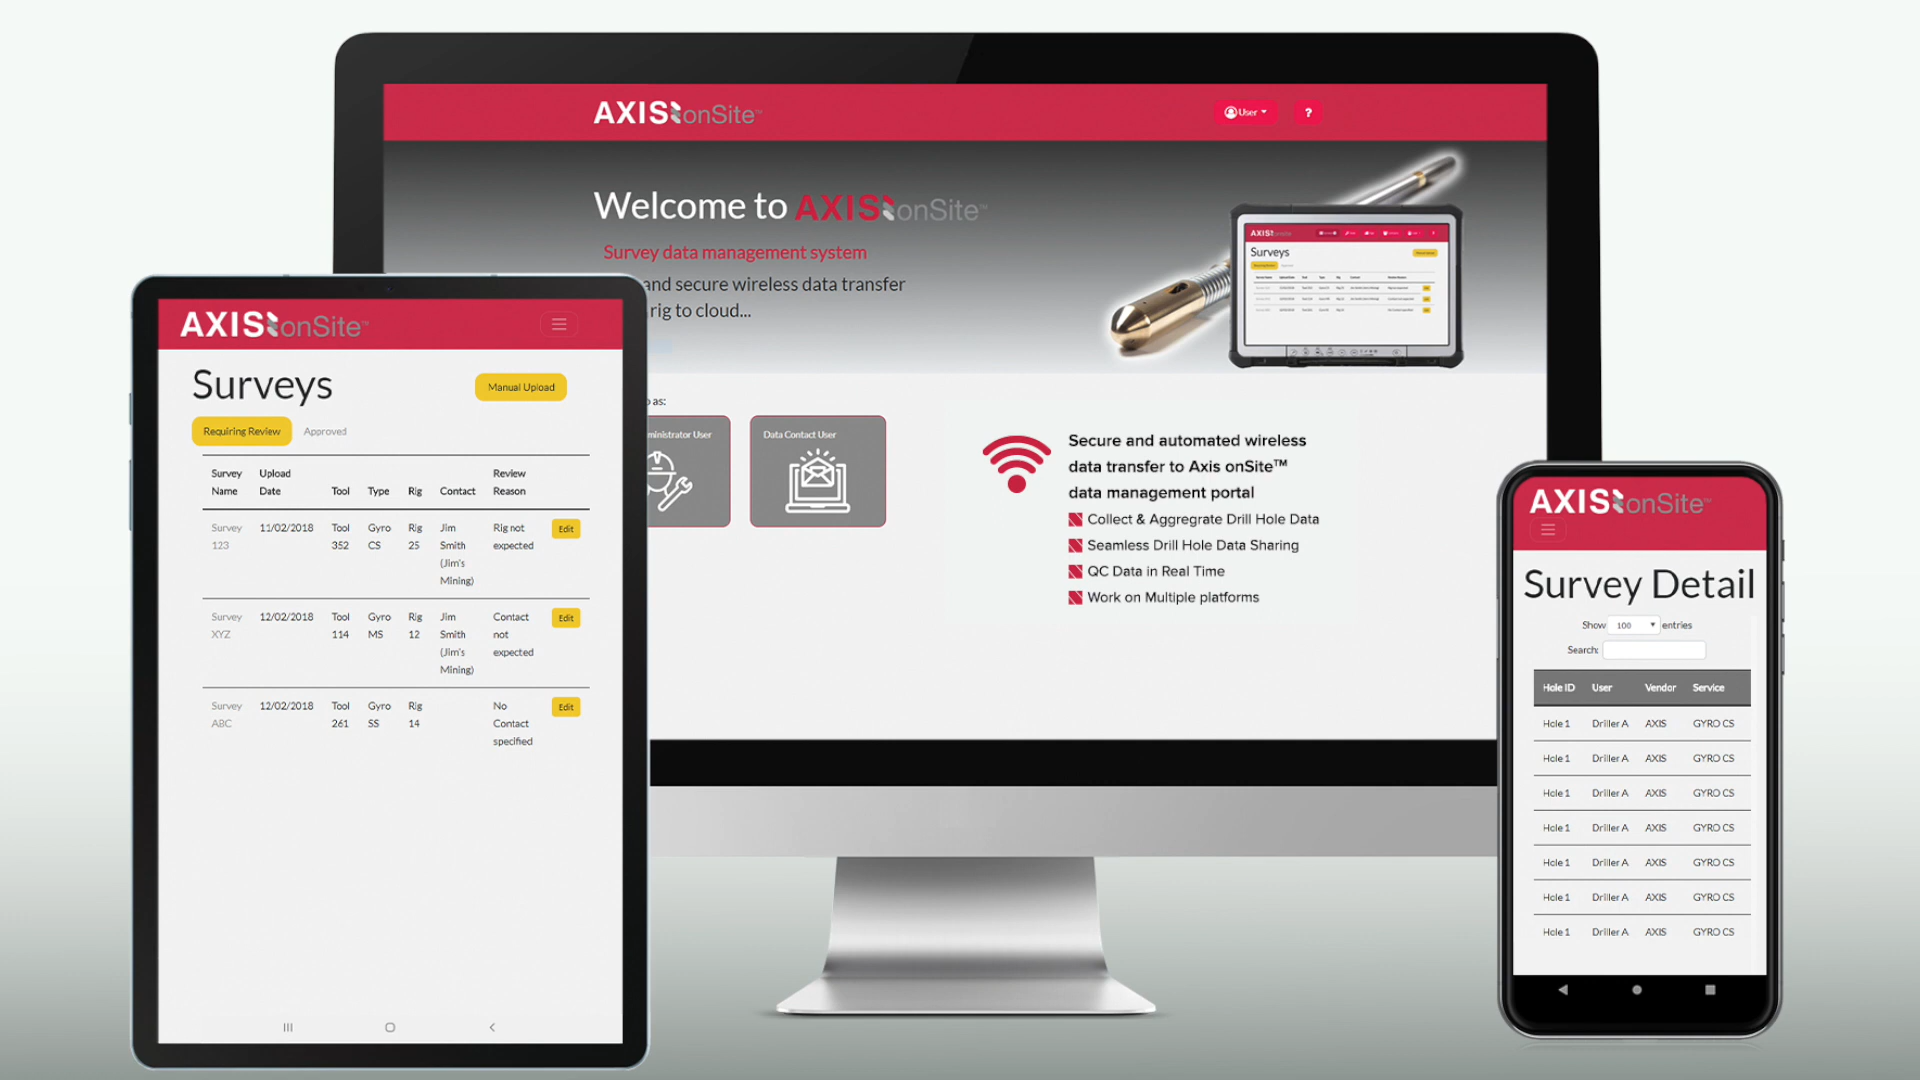 AXIS onSite™
User
?
Welcome to AXIS onSite™
Survey data management system
and secure wireless data transfer
rig to cloud...
as:
ministrator User
Data Contact User
Secure and automated wireless
data transfer to Axis onSite™
data management portal
Collect & Aggregrate Drill Hole Data
Seamless Drill Hole Data Sharing
QC Data in Real Time
Work on Multiple platforms
AXIS
Surveys
AXIS onSite™
Surveys
Manual Upload
Requiring Review Approved
Survey Name Upload Date Tool Type Rig Contact Review Reason
Survey 123 11/02/2018 Tool 352 Gyro CS Rig 25 Jim Smith (Jim's Mining) Rig not expected Edit
Survey XYZ 12/02/2018 Tool 114 Gyro MS Rig 12 Jim Smith (Jim's Mining) Contact not expected Edit
Survey ABC 12/02/2018 Tool 261 Gyro SS Rig 14 No Contact specified Edit
AXIS onSite™
Survey Detail
Show 100 entries
Search:
Hole ID User Vendor Service
Hole 1 Driller A AXIS GYRO CS
Hole 1 Driller A AXIS GYRO CS
Hole 1 Driller A AXIS GYRO CS
Hole 1 Driller A AXIS GYRO CS
Hole 1 Driller A AXIS GYRO CS
Hole 1 Driller A AXIS GYRO CS
Hole 1 Driller A AXIS GYRO CS